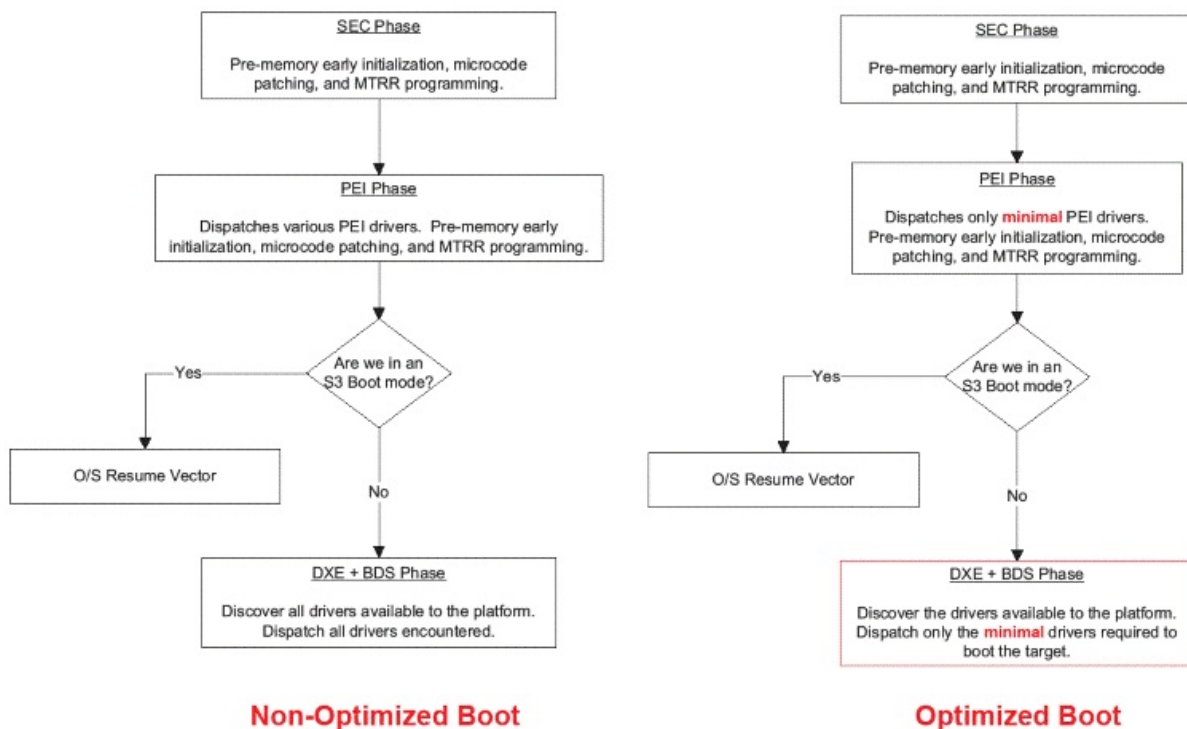 SEC Phase
Pre-memory early initialization, microcode
patching, and MTRR programming.
PEI Phase
Dispatches various PEI drivers. Pre-memory early
initialization, microcode patching, and MTRR programming.
Are we in an
S3 Boot mode?
Yes
O/S Resume Vector
No
DXE + BDS Phase
Discover all drivers available to the platform.
Dispatch all drivers encountered.
Non-Optimized Boot
SEC Phase
Pre-memory early initialization, microcode
patching, and MTRR programming.
PEI Phase
Dispatches only minimal PEI drivers.
Pre-memory early initialization, microcode
patching, and MTRR programming.
Are we in an
S3 Boot mode?
Yes
O/S Resume Vector
No
DXE + BDS Phase
Discover the drivers available to the platform.
Dispatch only the minimal drivers required to
boot the target.
Optimized Boot